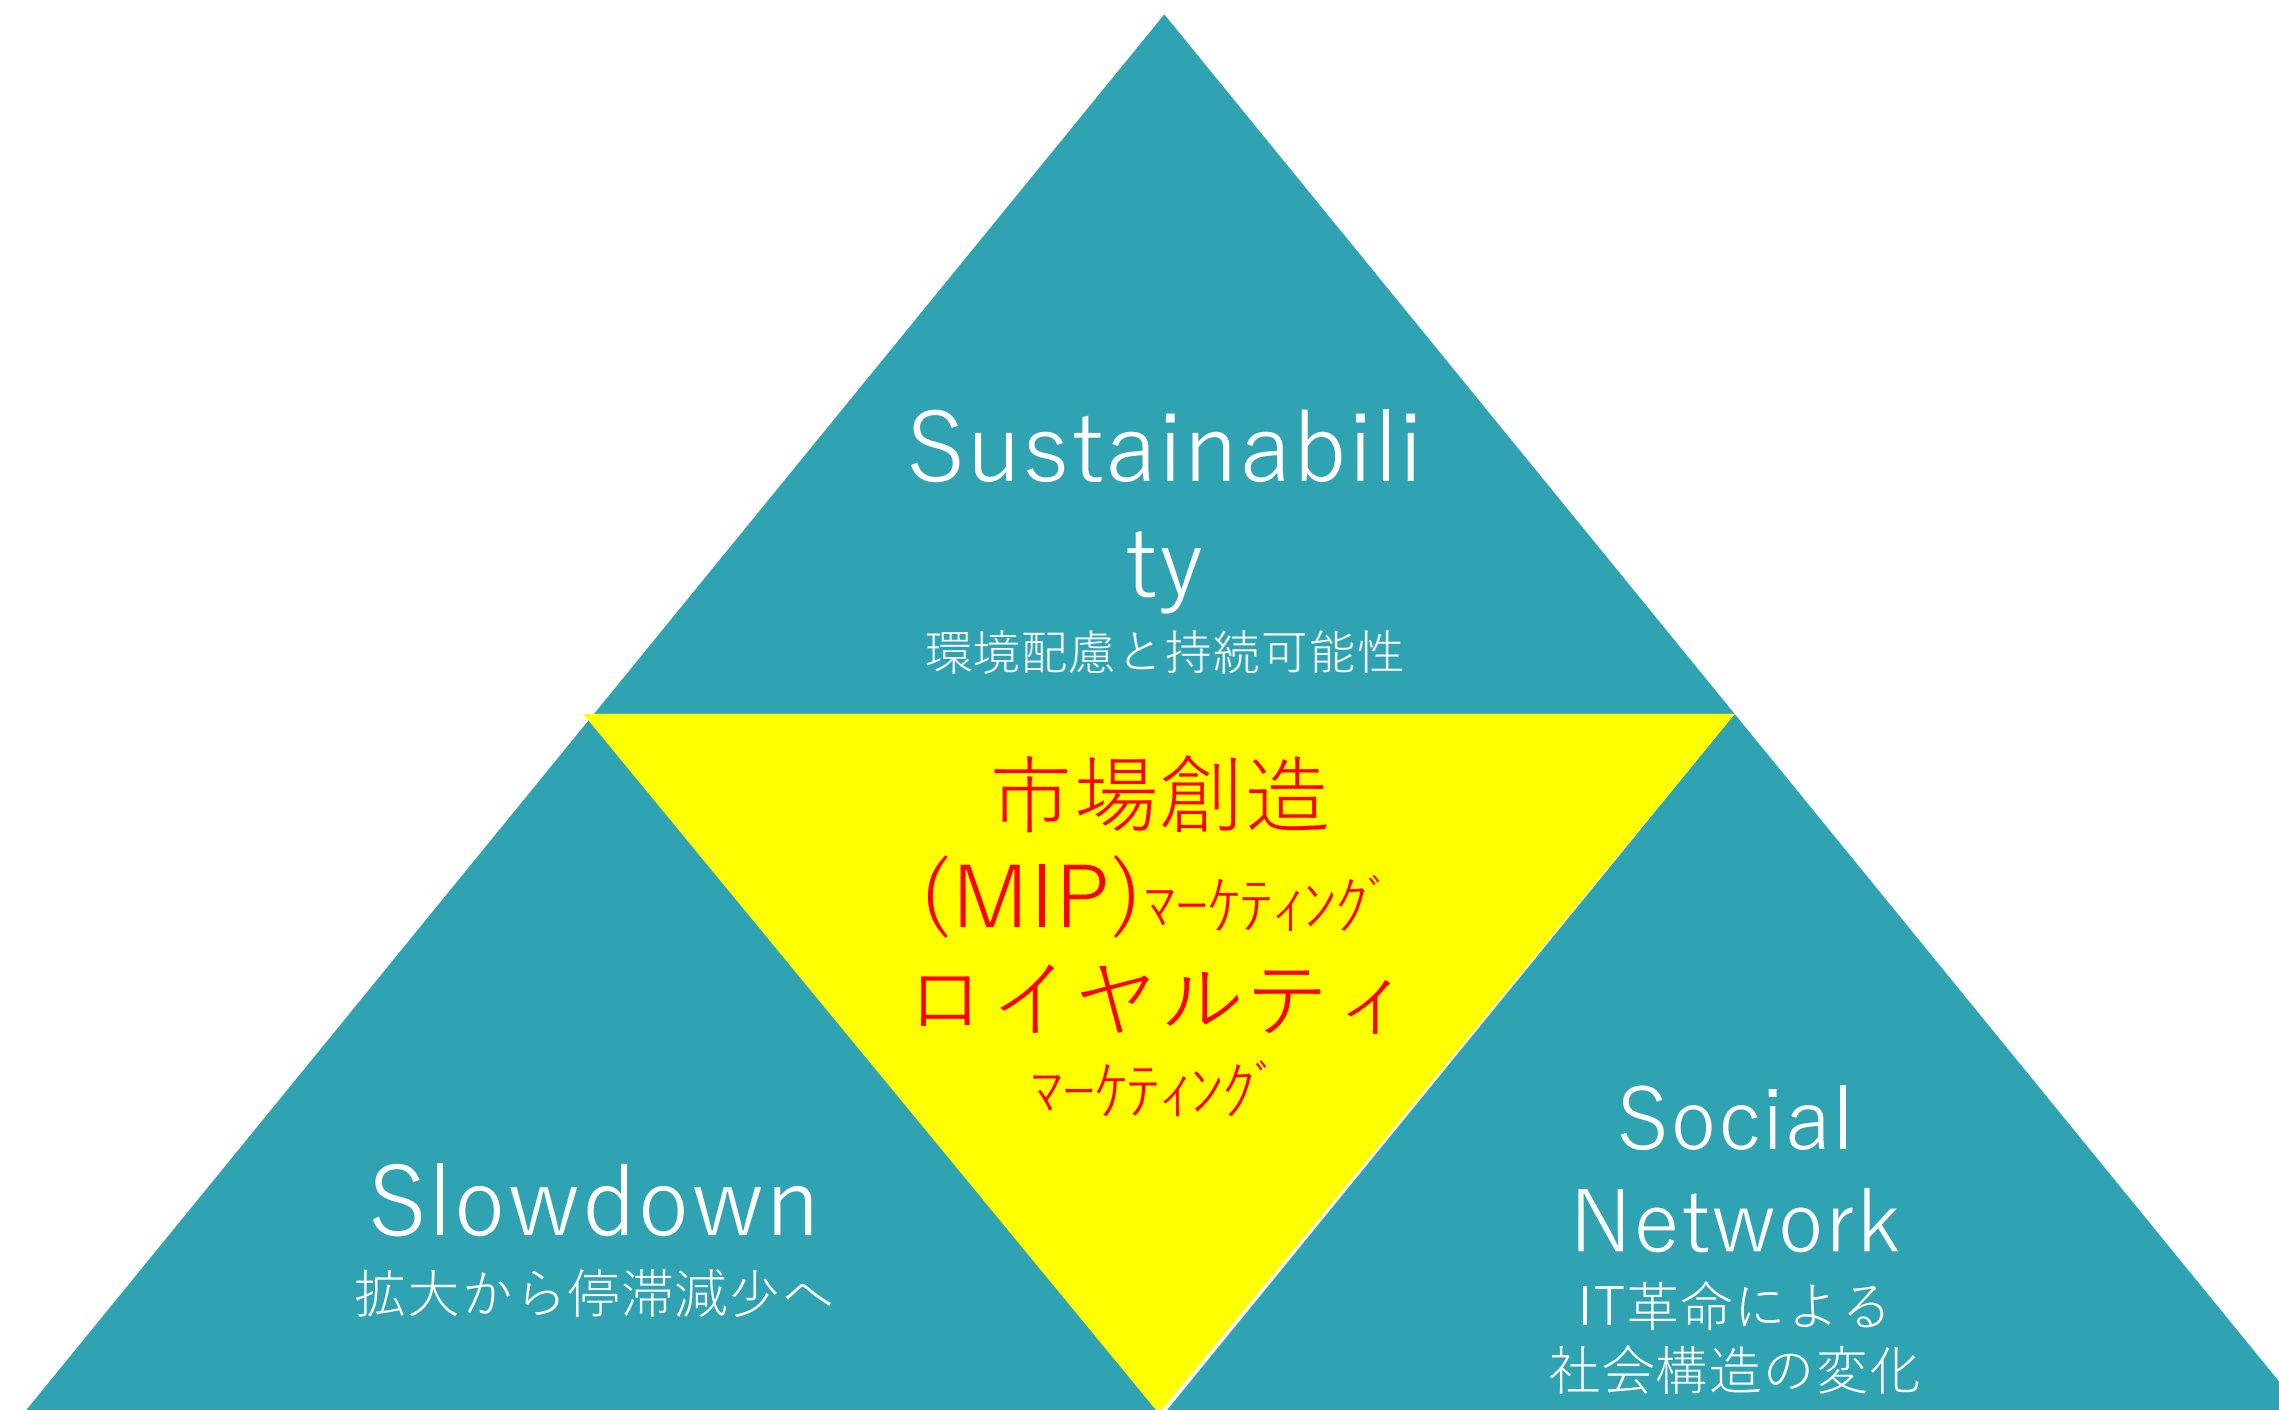 Sustainabili
ty
環境配慮と持続可能性
市場創造
(MIP)マーケティング
ロイヤルティ
マーケティング
Slowdown
拡大から停滞減少へ
Social
Network
IT革命による
社会構造の変化